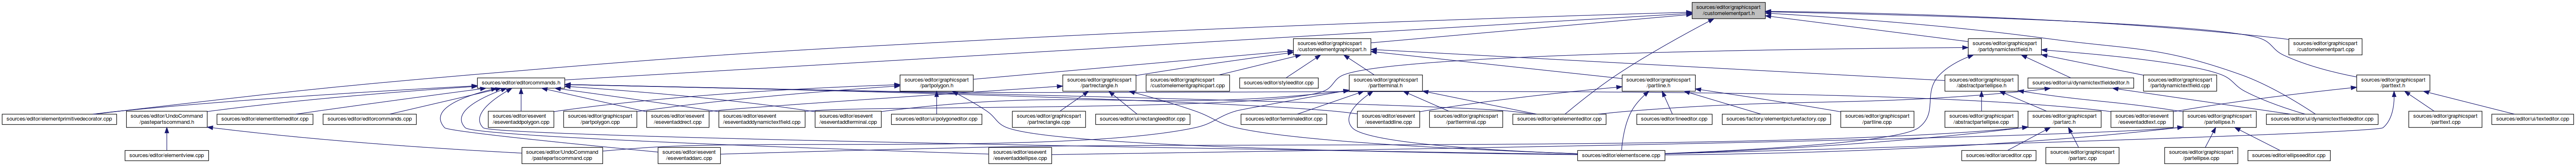 sources/editor/graphicspart
/customelementpart.h
sources/editor/graphicspart
/customelementgraphicpart.h
sources/editor/graphicspart
/partdynamictextfield.h
sources/editor/graphicspart
/customelementpart.cpp
sources/editor/editorcommands.h
sources/editor/graphicspart
/partpolygon.h
sources/editor/graphicspart
/partrectangle.h
sources/editor/graphicspart
/customelementgraphicpart.cpp
sources/editor/styleeditor.cpp
sources/editor/graphicspart
/partterminal.h
sources/editor/graphicspart
/partline.h
sources/editor/graphicspart
/abstractpartellipse.h
sources/editor/ui/dynamictextfieldeditor.h
sources/editor/graphicspart
/partdynamictextfield.cpp
sources/editor/graphicspart
/parttext.h
sources/editor/elementprimitivedecorator.cpp
sources/editor/UndoCommand
/pastepartscommand.h
sources/editor/elementitemeditor.cpp
sources/editor/editorcommands.cpp
sources/editor/esevent
/eseventaddpolygon.cpp
sources/editor/graphicspart
/partpolygon.cpp
sources/editor/esevent
/eseventaddrect.cpp
sources/editor/esevent
/eseventadddynamictextfield.cpp
sources/editor/esevent
/eseventaddterminal.cpp
sources/editor/ui/polygoneditor.cpp
sources/editor/graphicspart
/partrectangle.cpp
sources/editor/ui/rectangleeditor.cpp
sources/editor/terminaleditor.cpp
sources/editor/esevent
/eseventaddline.cpp
sources/editor/graphicspart
/partterminal.cpp
sources/editor/qetelementeditor.cpp
sources/editor/lineeditor.cpp
sources/factory/elementpicturefactory.cpp
sources/editor/graphicspart
/partline.cpp
sources/editor/graphicspart
/abstractpartellipse.cpp
sources/editor/graphicspart
/partarc.h
sources/editor/esevent
/eseventaddtext.cpp
sources/editor/graphicspart
/partellipse.h
sources/editor/ui/dynamictextfieldeditor.cpp
sources/editor/graphicspart
/parttext.cpp
sources/editor/ui/texteditor.cpp
sources/editor/elementview.cpp
sources/editor/UndoCommand
/pastepartscommand.cpp
sources/editor/esevent
/eseventaddarc.cpp
sources/editor/esevent
/eseventaddellipse.cpp
sources/editor/elementscene.cpp
sources/editor/arceditor.cpp
sources/editor/graphicspart
/partarc.cpp
sources/editor/graphicspart
/partellipse.cpp
sources/editor/ellipseeditor.cpp